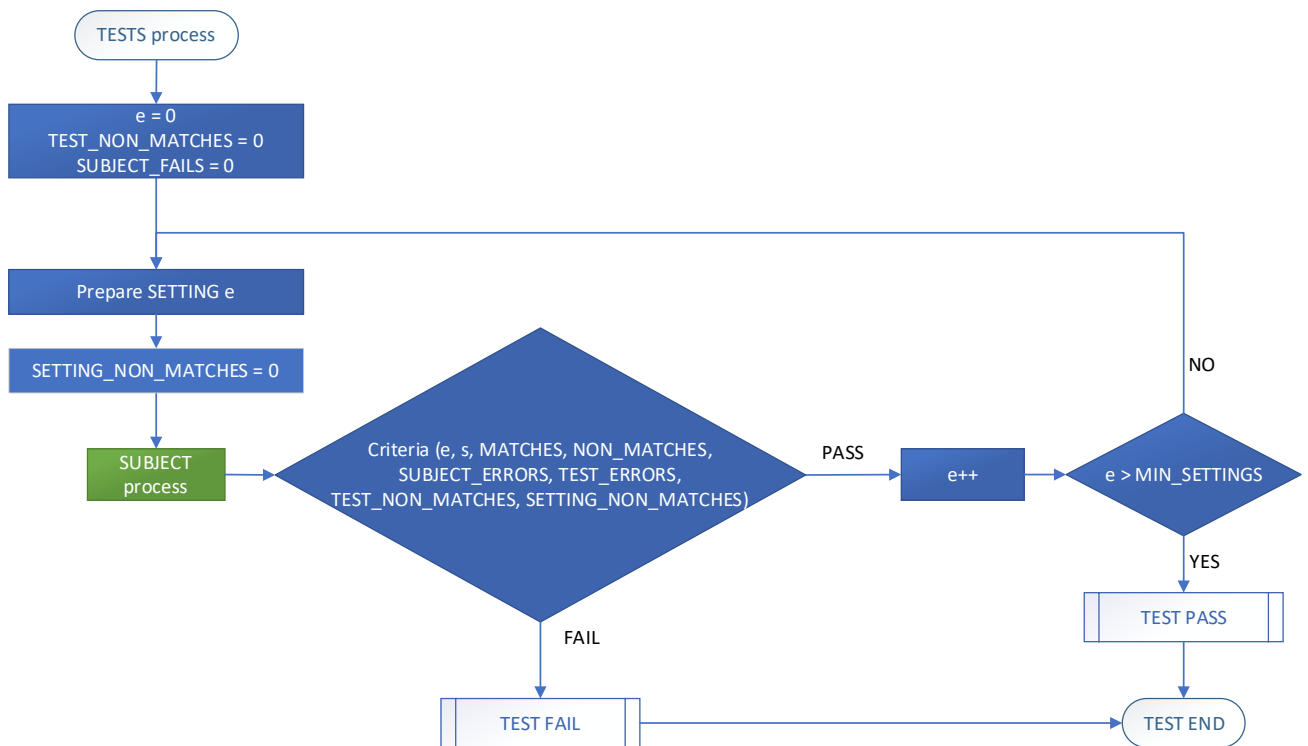 TESTS process
e = 0
TEST_NON_MATCHES = 0
SUBJECT_FAILS = 0
Prepare SETTING e
SETTING_NON_MATCHES = 0
SUBJECT
process
Criteria (e, s, MATCHES, NON_MATCHES,
SUBJECT_ERRORS, TEST_ERRORS,
TEST_NON_MATCHES, SETTING_NON_MATCHES)
PASS
e++
e > MIN_SETTINGS
NO
YES
TEST PASS
FAIL
TEST FAIL
TEST END